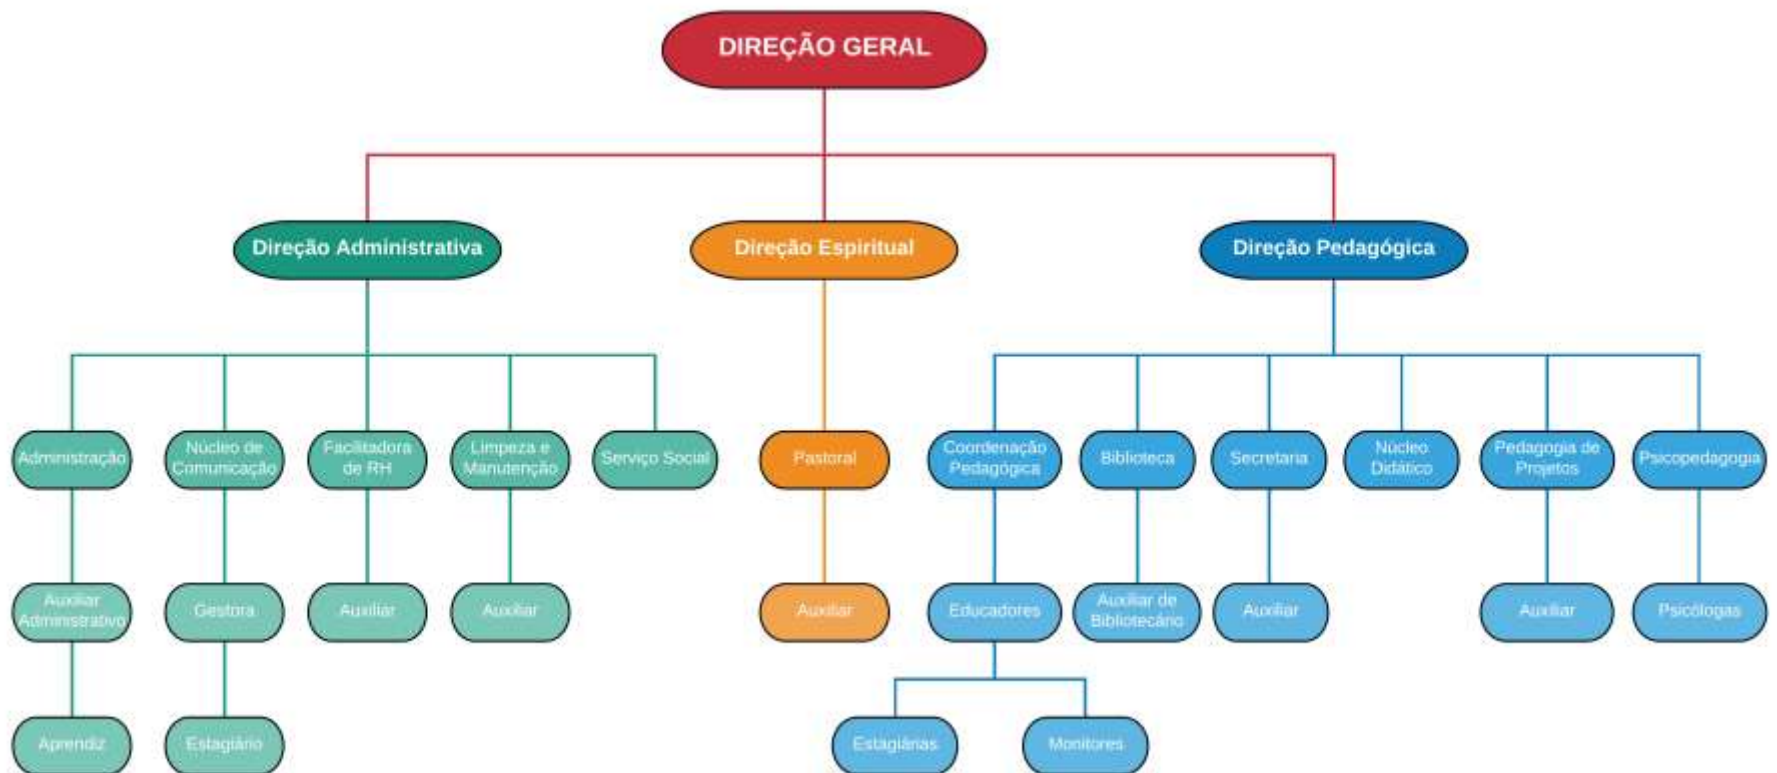 DIREÇÃO GERAL
Direção Administrativa
Direção Espiritual
Direção Pedagógica
Administração
Núcleo de
Comunicação
Facilitadora
de RH
Limpeza e
Manutenção
Serviço Social
Pastoral
Coordenação
Pedagógica
Biblioteca
Secretaria
Núcleo
Didático
Pedagogia de
Projetos
Psicopedagogia
Auxiliar
Administrativo
Gestora
Auxiliar
Auxiliar
Auxiliar
Educadores
Auxiliar de
Bibliotecário
Auxiliar
Auxiliar
Psicólogas
Aprendiz
Estagiário
Estagiárias
Monitores